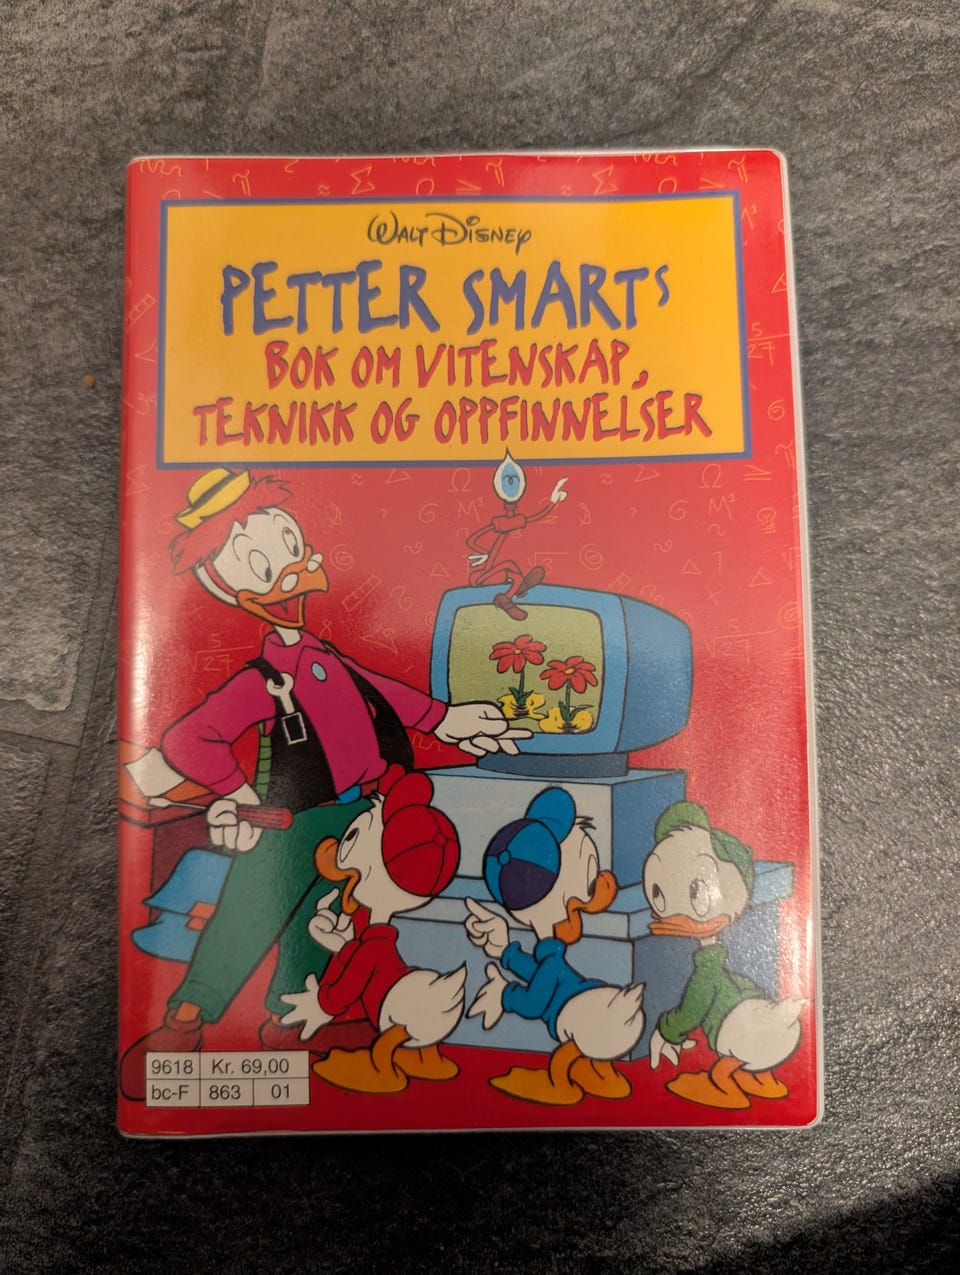 Walt Disney
PETTER SMARTS
BOK OM VITENSKAP,
TEKNIKK OG OPPFINNELSER
9618 Kr. 69,00
bc-F 863 01